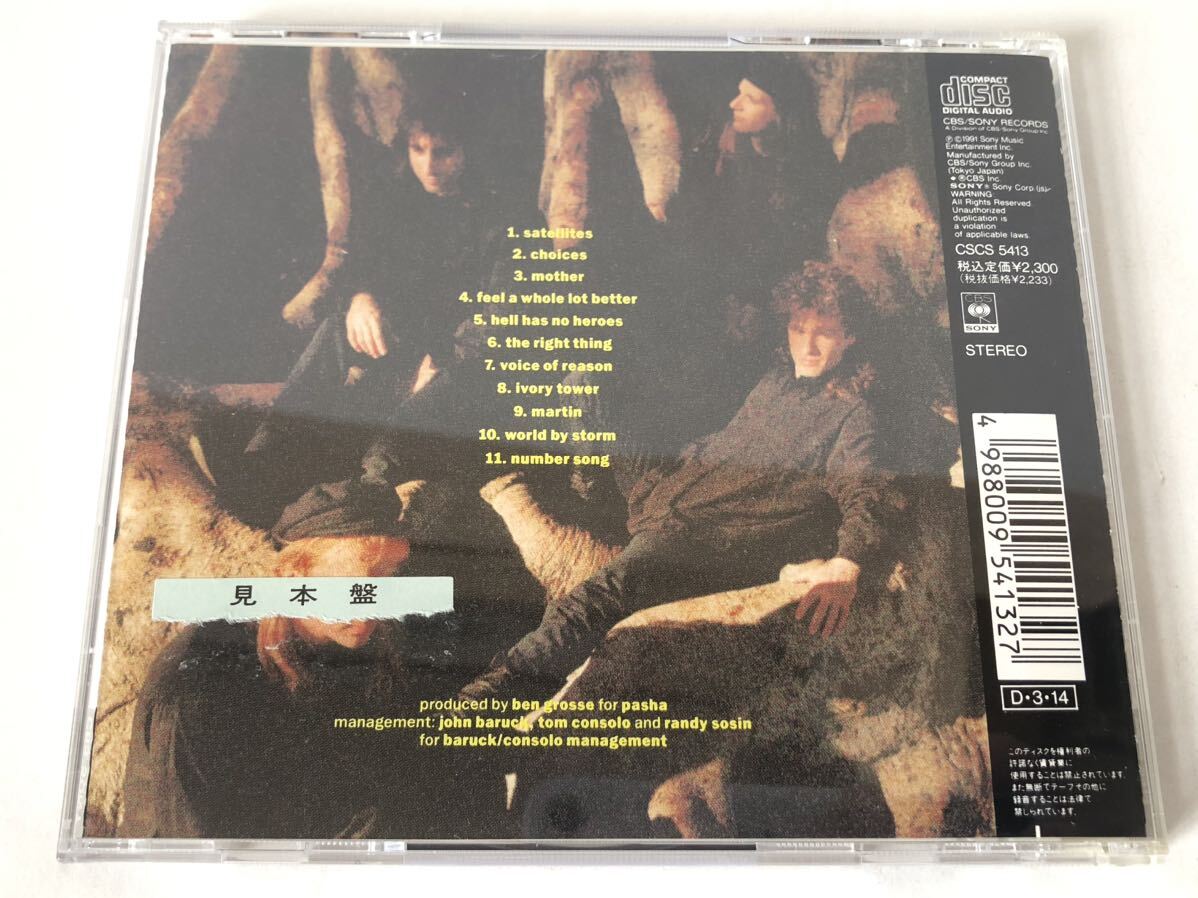 1. satellites
2. choices
3. mother
4. feel a whole lot better
5. hell has no heroes
6. the right thing
7. voice of reason
8. ivory tower
9. martin
10. world by storm
11. number song
見本盤
produced by ben grosse for pasha
management: john baruck, tom consolo and randy sosin
for baruck/consolo management
COMPACT
disc
DIGITAL AUDIO
CBS/SONY RECORDS
A Division of CBS/Sony Group Inc.
℗©1991 Sony Music
Entertainment Inc.
Manufactured by
CBS/Sony Group Inc.
(Tokyo Japan)
◆ ®CBS Inc.
SONY® Sony Corp.
WARNING:
All Rights Reserved.
Unauthorized
duplication is
a violation
of applicable laws.
CSCS 5413
税込定価¥2,300
(税抜価格¥2,233)
CBS
SONY
STEREO
4 988009 541327
D・3・14
このディスクを権利者の
許諾なく賃貸業に
使用することは禁止されています。
また無断でテープその他に
録音することは法律で
禁じられています。